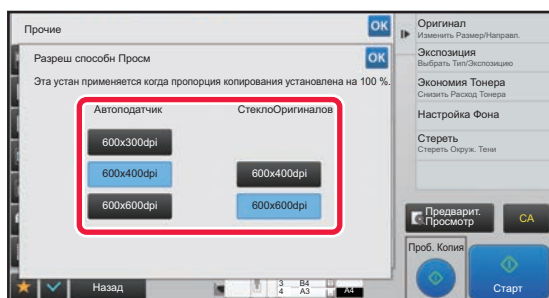 Прочие
OK
Разреш способн Просм
OK
Эта устан применяется когда пропорция копирования установлена на 100 %.
Автоподатчик
СтеклоОригиналов
600x300dpi
600x400dpi
600x400dpi
600x600dpi
600x600dpi
Назад
3 B4
4 A3
A4
Оригинал
Изменить Размер/Направл.
Экспозиция
Выбрать Тип/Экспозицию
Экономия Тонера
Снизить Расход Тонера
Настройка Фона
Стереть
Стереть Окруж. Тени
Предварит.
Просмотр
CA
Проб. Копия
Старт